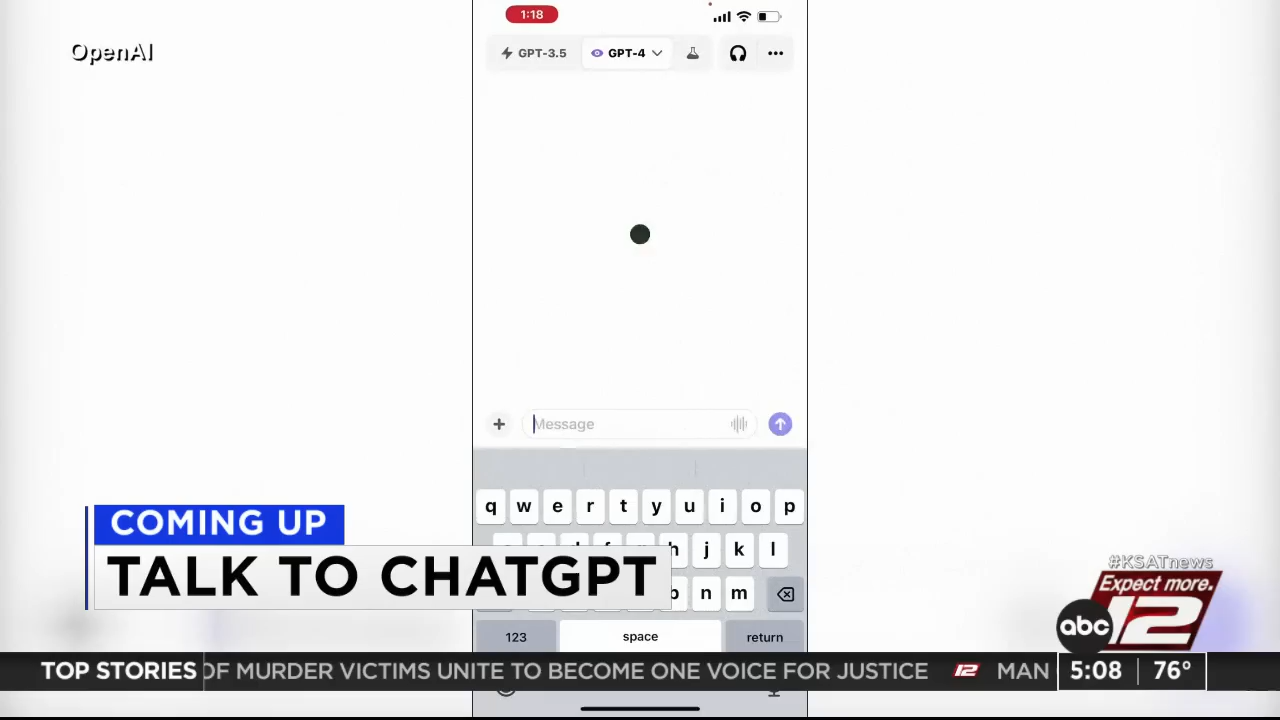 1:18
OpenAI
GPT-3.5 GPT-4
Message
q w e r t y u i o p
h j k l
n m
123 space return
COMING UP
TALK TO CHATGPT
#KSATnews
Expect more.
abc 12
TOP STORIES OF MURDER VICTIMS UNITE TO BECOME ONE VOICE FOR JUSTICE 12 MAN 5:08 76°